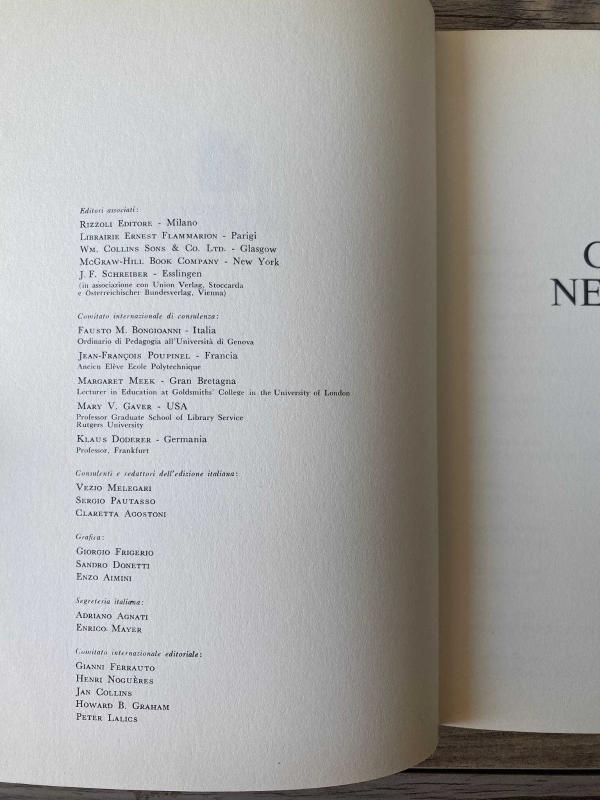 Editori associati:
RIZZOLI EDITORE - Milano
LIBRAIRIE ERNEST FLAMMARION - Parigi
WM. COLLINS SONS & CO. LTD. - Glasgow
MCGRAW-HILL BOOK COMPANY - New York
J. F. SCHREIBER - Esslingen
(in associazione con Union Verlag, Stoccarda
e Österreichischer Bundesverlag, Vienna)
Comitato internazionale di consulenza:
FAUSTO M. BONGIOANNI - Italia
Ordinario di Pedagogia all'Università di Genova
JEAN-FRANÇOIS POUPINEL - Francia
Ancien Elève Ecole Polytechnique
MARGARET MEEK - Gran Bretagna
Lecturer in Education at Goldsmiths' College in the University of London
MARY V. GAVER - USA
Professor Graduate School of Library Service
Rutgers University
KLAUS DODERER - Germania
Professor, Frankfurt
Consulenti e redattori dell'edizione italiana:
VEZIO MELEGARI
SERGIO PAUTASSO
CLARETTA AGOSTONI
Grafica:
GIORGIO FRIGERIO
SANDRO DONETTI
ENZO AIMINI
Segreteria italiana:
ADRIANO AGNATI
ENRICO MAYER
Comitato internazionale editoriale:
GIANNI FERRAUTO
HENRI NOGUÈRES
JAN COLLINS
HOWARD B. GRAHAM
PETER LALICS
NE